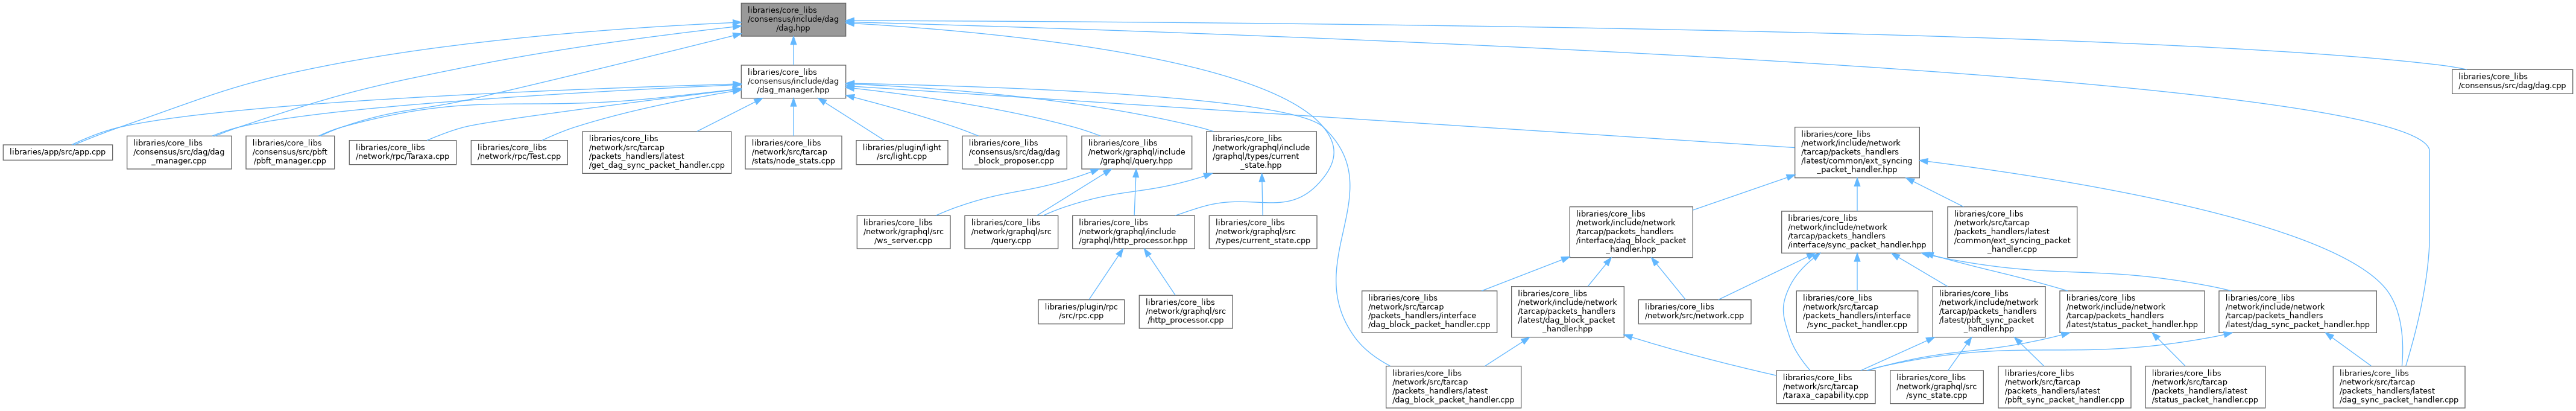 libraries/core_libs
/consensus/include/dag
/dag.hpp
libraries/core_libs
/consensus/include/dag
/dag_manager.hpp
libraries/core_libs
/consensus/src/dag/dag.cpp
libraries/app/src/app.cpp
libraries/core_libs
/consensus/src/dag/dag
_manager.cpp
libraries/core_libs
/consensus/src/pbft
/pbft_manager.cpp
libraries/core_libs
/network/rpc/Taraxa.cpp
libraries/core_libs
/network/rpc/Test.cpp
libraries/core_libs
/network/src/tarcap
/packets_handlers/latest
/get_dag_sync_packet_handler.cpp
libraries/core_libs
/network/src/tarcap
/stats/node_stats.cpp
libraries/plugin/light
/src/light.cpp
libraries/core_libs
/consensus/src/dag/dag
_block_proposer.cpp
libraries/core_libs
/network/graphql/include
/graphql/query.hpp
libraries/core_libs
/network/graphql/include
/graphql/types/current
_state.hpp
libraries/core_libs
/network/include/network
/tarcap/packets_handlers
/latest/common/ext_syncing
_packet_handler.hpp
libraries/core_libs
/network/graphql/src
/ws_server.cpp
libraries/core_libs
/network/graphql/src
/query.cpp
libraries/core_libs
/network/graphql/include
/graphql/http_processor.hpp
libraries/core_libs
/network/graphql/src
/types/current_state.cpp
libraries/core_libs
/network/include/network
/tarcap/packets_handlers
/interface/dag_block_packet
_handler.hpp
libraries/core_libs
/network/include/network
/tarcap/packets_handlers
/interface/sync_packet_handler.hpp
libraries/core_libs
/network/src/tarcap
/packets_handlers/latest
/common/ext_syncing_packet
_handler.cpp
libraries/plugin/rpc
/src/rpc.cpp
libraries/core_libs
/network/graphql/src
/http_processor.cpp
libraries/core_libs
/network/src/tarcap
/packets_handlers/interface
/dag_block_packet_handler.cpp
libraries/core_libs
/network/include/network
/tarcap/packets_handlers
/latest/dag_block_packet
_handler.hpp
libraries/core_libs
/network/src/network.cpp
libraries/core_libs
/network/src/tarcap
/packets_handlers/interface
/sync_packet_handler.cpp
libraries/core_libs
/network/include/network
/tarcap/packets_handlers
/latest/pbft_sync_packet
_handler.hpp
libraries/core_libs
/network/include/network
/tarcap/packets_handlers
/latest/status_packet_handler.hpp
libraries/core_libs
/network/include/network
/tarcap/packets_handlers
/latest/dag_sync_packet_handler.hpp
libraries/core_libs
/network/src/tarcap
/packets_handlers/latest
/dag_block_packet_handler.cpp
libraries/core_libs
/network/src/tarcap
/taraxa_capability.cpp
libraries/core_libs
/network/graphql/src
/sync_state.cpp
libraries/core_libs
/network/src/tarcap
/packets_handlers/latest
/pbft_sync_packet_handler.cpp
libraries/core_libs
/network/src/tarcap
/packets_handlers/latest
/status_packet_handler.cpp
libraries/core_libs
/network/src/tarcap
/packets_handlers/latest
/dag_sync_packet_handler.cpp